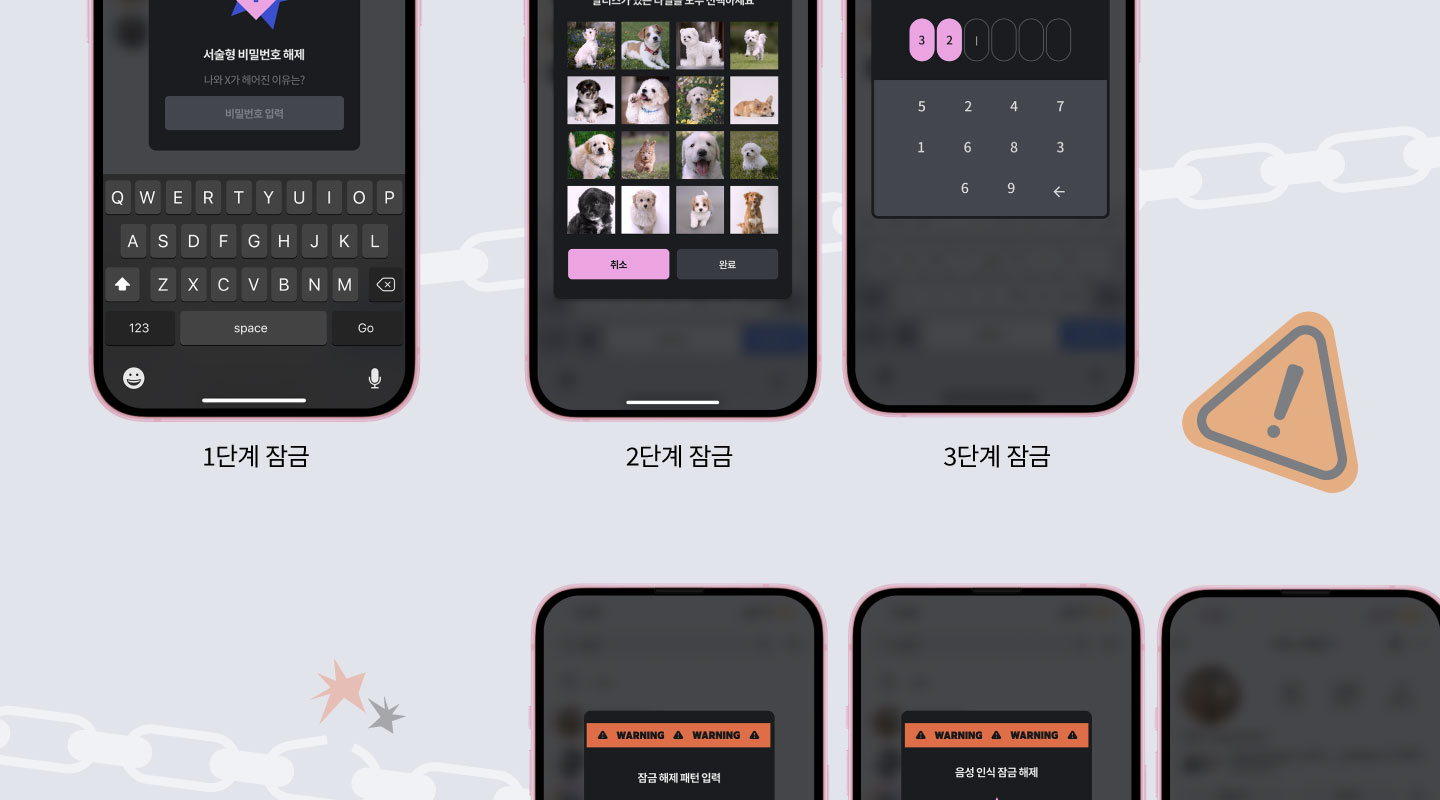 서술형 비밀번호 해제
나와 X가 헤어진 이유는?
비밀번호 입력
Q W E R T Y U I O P
A S D F G H J K L
Z X C V B N M
123 space Go
1단계 잠금
취소 완료
2단계 잠금
3 2
5 2 4 7
1 6 8 3
6 9
3단계 잠금
WARNING WARNING
잠금 해제 패턴 입력
WARNING WARNING
음성 인식 잠금 해제